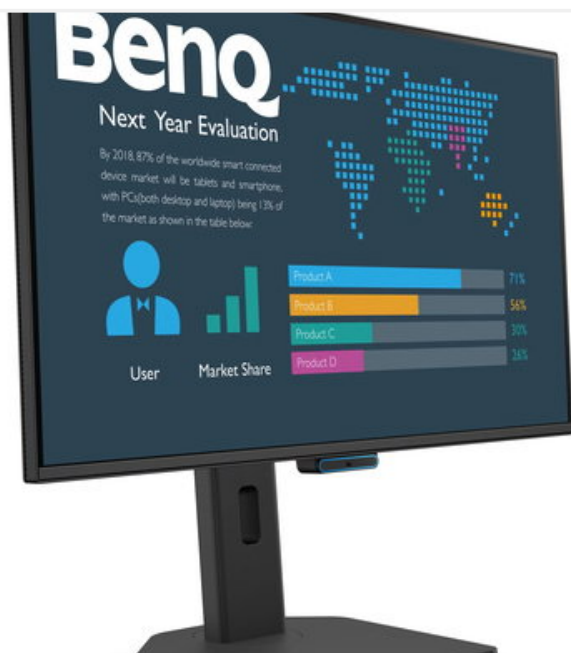 BenQ
Next Year Evaluation
By 2018, 87% of the worldwide smart connected
device market will be tablets and smartphone,
with PCs(both desktop and laptop) being 13% of
the market as shown in the table below:
Product A 71%
Product B 56%
Product C 30%
Product D 26%
User Market Share